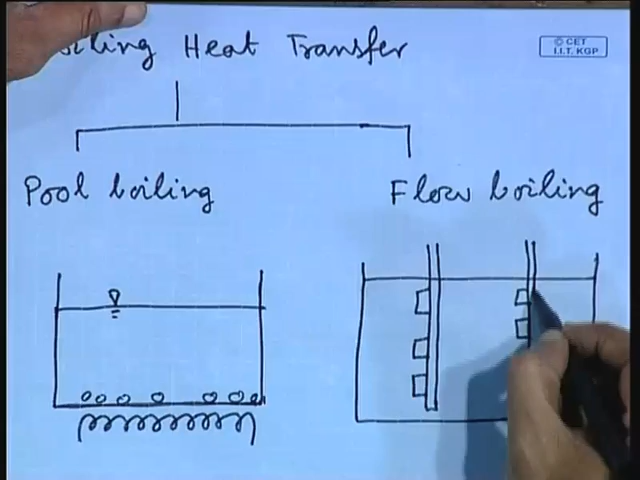 Heat Transfer
© CET
I.I.T. KGP
Pool boiling
Flow boiling